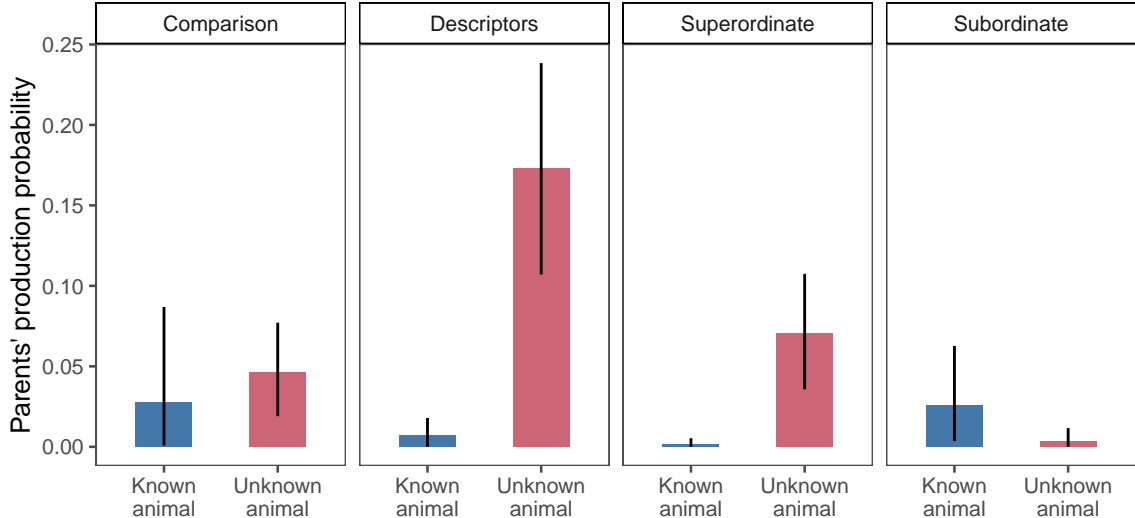 Comparison
Descriptors
Superordinate
Subordinate
Parents' production probability
0.25
0.20
0.15
0.10
0.05
0.00
Known
animal
Unknown
animal
Known
animal
Unknown
animal
Known
animal
Unknown
animal
Known
animal
Unknown
animal